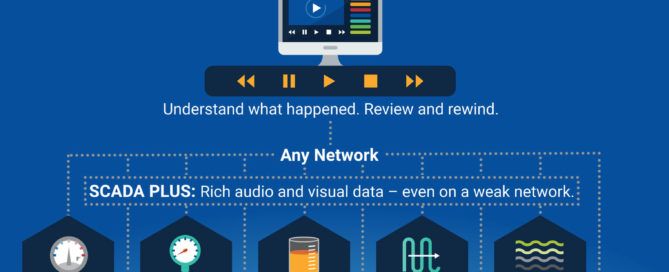 Understand what happened. Review and rewind.
Any Network
SCADA PLUS: Rich audio and visual data – even on a weak network.